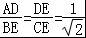 AD/BE = DE/CE = 1/√2